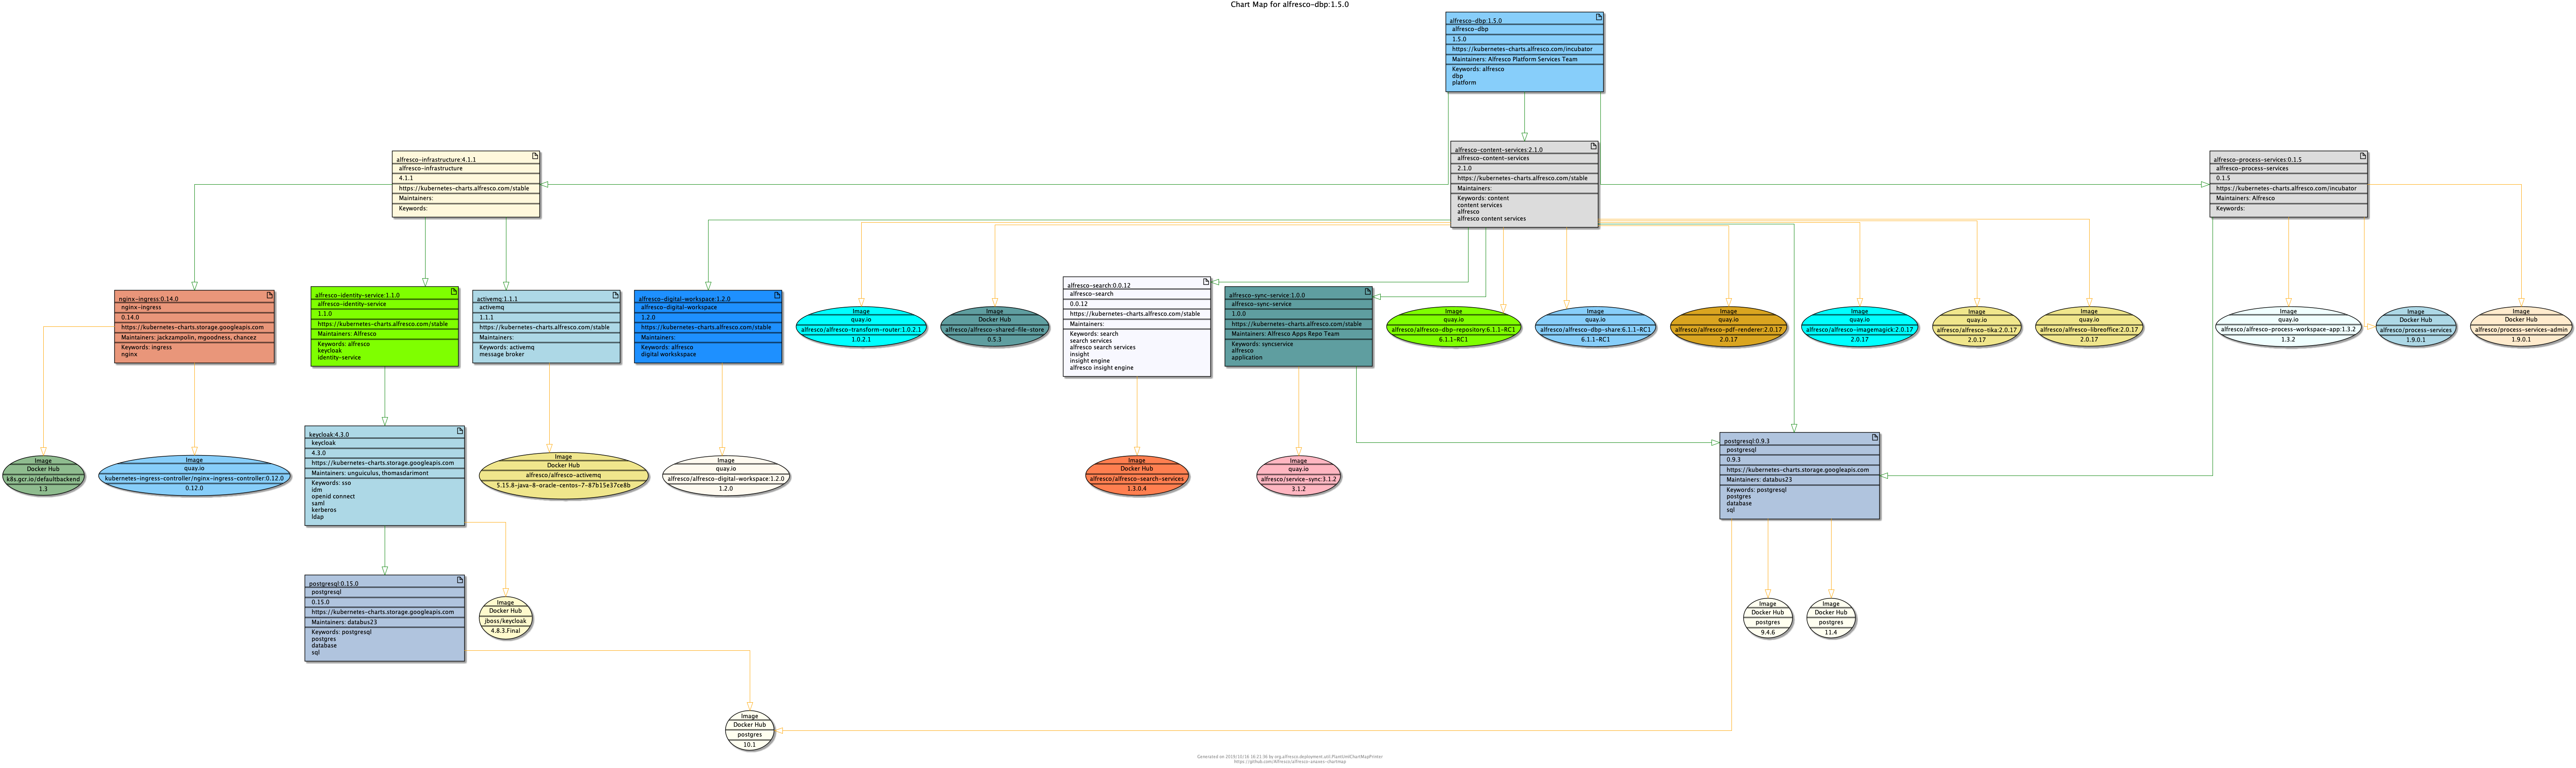 Chart Map for alfresco-dbp:1.5.0
alfresco-dbp:1.5.0
alfresco-dbp
1.5.0
https://kubernetes-charts.alfresco.com/incubator
Maintainers: Alfresco Platform Services Team
Keywords: alfresco
dbp
platform
alfresco-infrastructure:4.1.1
alfresco-infrastructure
4.1.1
https://kubernetes-charts.alfresco.com/stable
Maintainers:
Keywords:
alfresco-content-services:2.1.0
alfresco-content-services
2.1.0
https://kubernetes-charts.alfresco.com/stable
Maintainers:
Keywords: content
content services
alfresco
alfresco content services
alfresco-process-services:0.1.5
alfresco-process-services
0.1.5
https://kubernetes-charts.alfresco.com/incubator
Maintainers: Alfresco
Keywords:
nginx-ingress:0.14.0
nginx-ingress
0.14.0
https://kubernetes-charts.storage.googleapis.com
Maintainers: jackzampolin, mgoodness, chancez
Keywords: ingress
nginx
alfresco-identity-service:1.1.0
alfresco-identity-service
1.1.0
https://kubernetes-charts.alfresco.com/stable
Maintainers: Alfresco
Keywords: alfresco
keycloak
identity-service
activemq:1.1.1
activemq
1.1.1
https://kubernetes-charts.alfresco.com/stable
Maintainers:
Keywords: activemq
message broker
alfresco-digital-workspace:1.2.0
alfresco-digital-workspace
1.2.0
https://kubernetes-charts.alfresco.com/stable
Maintainers:
Keywords: alfresco
digital workskspace
Image
quay.io
alfresco/alfresco-transform-router:1.0.2.1
1.0.2.1
Image
Docker Hub
alfresco/alfresco-shared-file-store
0.5.3
alfresco-search:0.0.12
alfresco-search
0.0.12
https://kubernetes-charts.alfresco.com/stable
Maintainers:
Keywords: search
search services
alfresco search services
insight
insight engine
alfresco insight engine
alfresco-sync-service:1.0.0
alfresco-sync-service
1.0.0
https://kubernetes-charts.alfresco.com/stable
Maintainers: Alfresco Apps Repo Team
Keywords: syncservice
alfresco
application
Image
quay.io
alfresco/alfresco-dbp-repository:6.1.1-RC1
6.1.1-RC1
Image
quay.io
alfresco/alfresco-dbp-share:6.1.1-RC1
6.1.1-RC1
Image
quay.io
alfresco/alfresco-pdf-renderer:2.0.17
2.0.17
Image
quay.io
alfresco/alfresco-imagemagick:2.0.17
2.0.17
Image
quay.io
alfresco/alfresco-tika:2.0.17
2.0.17
Image
quay.io
alfresco/alfresco-libreoffice:2.0.17
2.0.17
Image
quay.io
alfresco/alfresco-process-workspace-app:1.3.2
1.3.2
Image
Docker Hub
alfresco/process-services
1.9.0.1
Image
Docker Hub
alfresco/process-services-admin
1.9.0.1
Image
Docker Hub
k8s.gcr.io/defaultbackend
1.3
Image
quay.io
kubernetes-ingress-controller/nginx-ingress-controller:0.12.0
0.12.0
keycloak:4.3.0
keycloak
4.3.0
https://kubernetes-charts.storage.googleapis.com
Maintainers: unguiculus, thomasdarimont
Keywords: sso
idm
openid connect
saml
kerberos
ldap
Image
Docker Hub
alfresco/alfresco-activemq
5.15.8-java-8-oracle-centos-7-87b15e37ce8b
Image
quay.io
alfresco/alfresco-digital-workspace:1.2.0
1.2.0
Image
Docker Hub
alfresco/alfresco-search-services
1.3.0.4
Image
quay.io
alfresco/service-sync:3.1.2
3.1.2
postgresql:0.9.3
postgresql
0.9.3
https://kubernetes-charts.storage.googleapis.com
Maintainers: databus23
Keywords: postgresql
postgres
database
sql
postgresql:0.15.0
postgresql
0.15.0
https://kubernetes-charts.storage.googleapis.com
Maintainers: databus23
Keywords: postgresql
postgres
database
sql
Image
Docker Hub
jboss/keycloak
4.8.3.Final
Image
Docker Hub
postgres
9.4.6
Image
Docker Hub
postgres
11.4
Image
Docker Hub
postgres
10.1